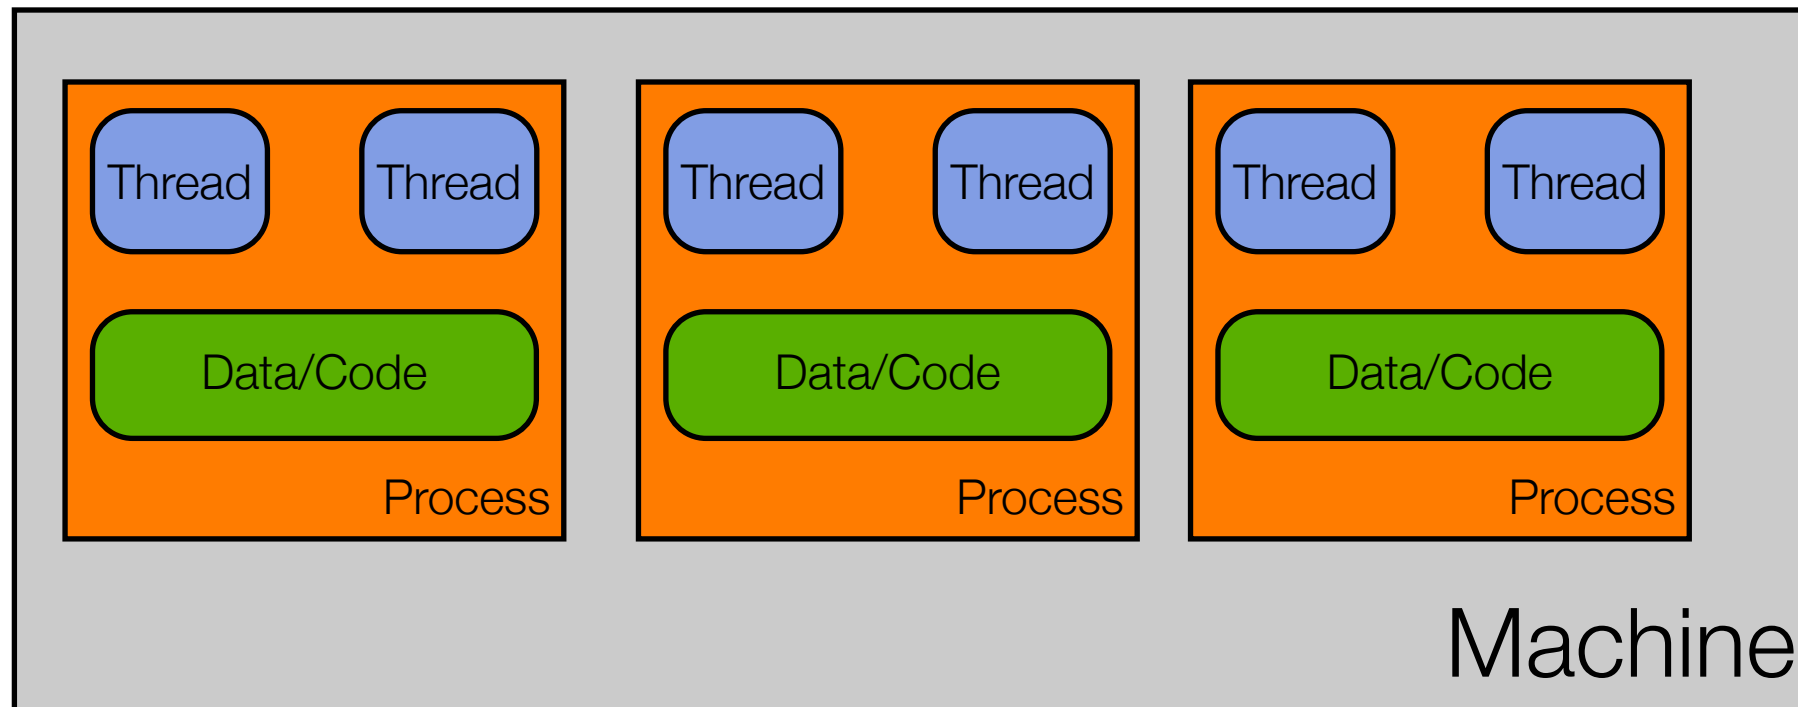 Thread Thread Thread Thread Thread Thread
Data/Code Data/Code Data/Code
Process Process Process
Machine